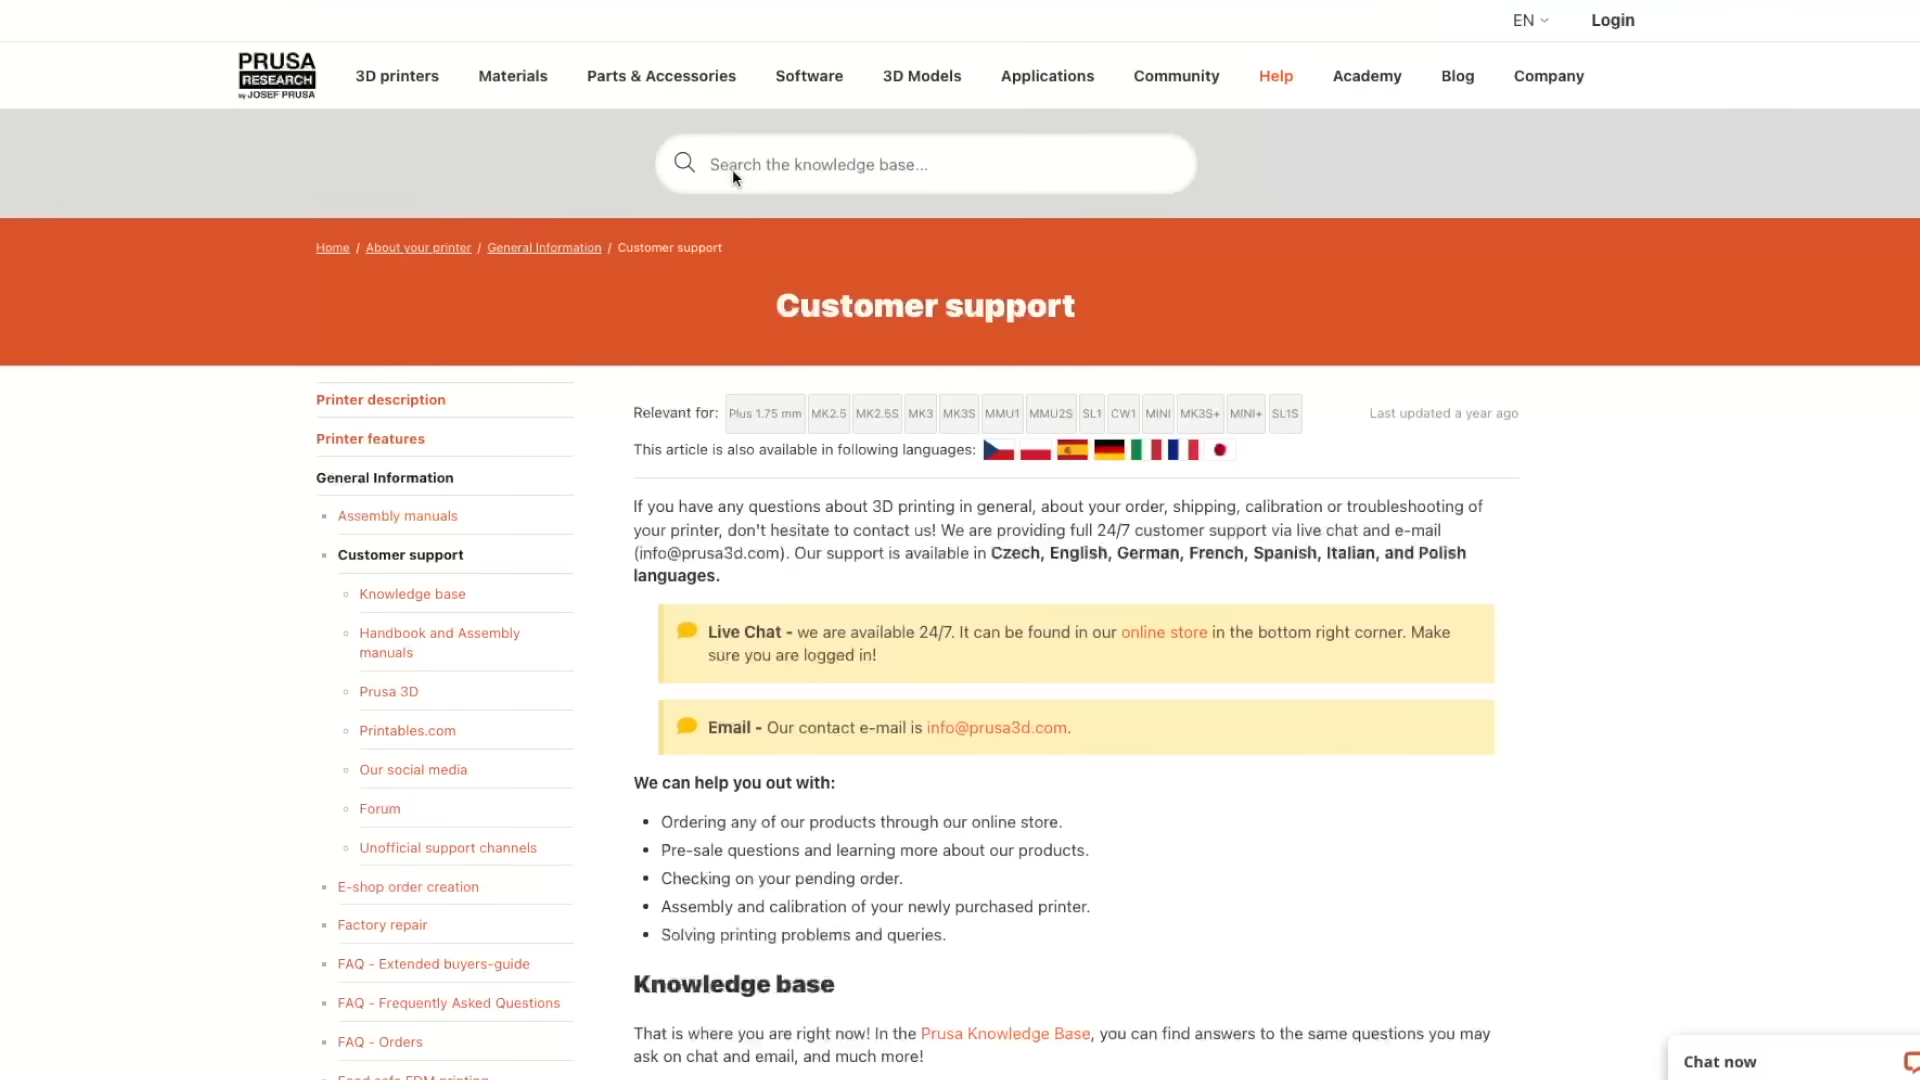 EN
Login
PRUSA
RESEARCH
by JOSEF PRUSA
3D printers
Materials
Parts & Accessories
Software
3D Models
Applications
Community
Help
Academy
Blog
Company
Search the knowledge base...
Home / About your printer / General Information / Customer support
Customer support
Printer description
Printer features
General Information
Assembly manuals
Customer support
Knowledge base
Handbook and Assembly
manuals
Prusa 3D
Printables.com
Our social media
Forum
Unofficial support channels
E-shop order creation
Factory repair
FAQ - Extended buyers-guide
FAQ - Frequently Asked Questions
FAQ - Orders
Relevant for: Plus 1.75 mm MK2.5 MK2.5S MK3 MK3S MMU1 MMU2S SL1 CW1 MINI MK3S+ MINI+ SL1S
Last updated a year ago
This article is also available in following languages:
If you have any questions about 3D printing in general, about your order, shipping, calibration or troubleshooting of
your printer, don't hesitate to contact us! We are providing full 24/7 customer support via live chat and e-mail
(info@prusa3d.com). Our support is available in Czech, English, German, French, Spanish, Italian, and Polish
languages.
Live Chat - we are available 24/7. It can be found in our online store in the bottom right corner. Make
sure you are logged in!
Email - Our contact e-mail is info@prusa3d.com.
We can help you out with:
Ordering any of our products through our online store.
Pre-sale questions and learning more about our products.
Checking on your pending order.
Assembly and calibration of your newly purchased printer.
Solving printing problems and queries.
Knowledge base
That is where you are right now! In the Prusa Knowledge Base, you can find answers to the same questions you may
ask on chat and email, and much more!
Chat now